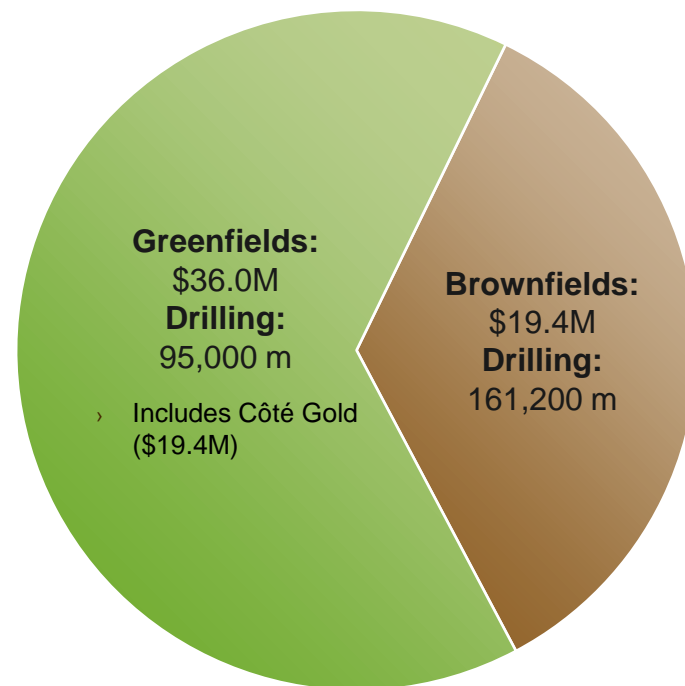 Greenfields:
$36.0M
Drilling:
95,000 m
› Includes Côté Gold
($19.4M)
Brownfields:
$19.4M
Drilling:
161,200 m